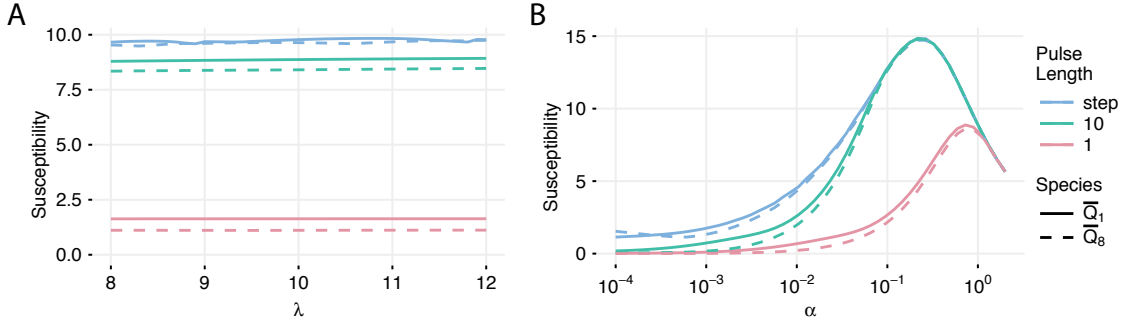 A
Susceptibility
10.0
7.5
5.0
2.5
0.0
8
9
10
11
12
λ
B
Susceptibility
15
10
5
0
10⁻⁴
10⁻³
10⁻²
10⁻¹
10⁰
α
Pulse
Length
step
10
1
Species
Q̅₁
Q̅₈